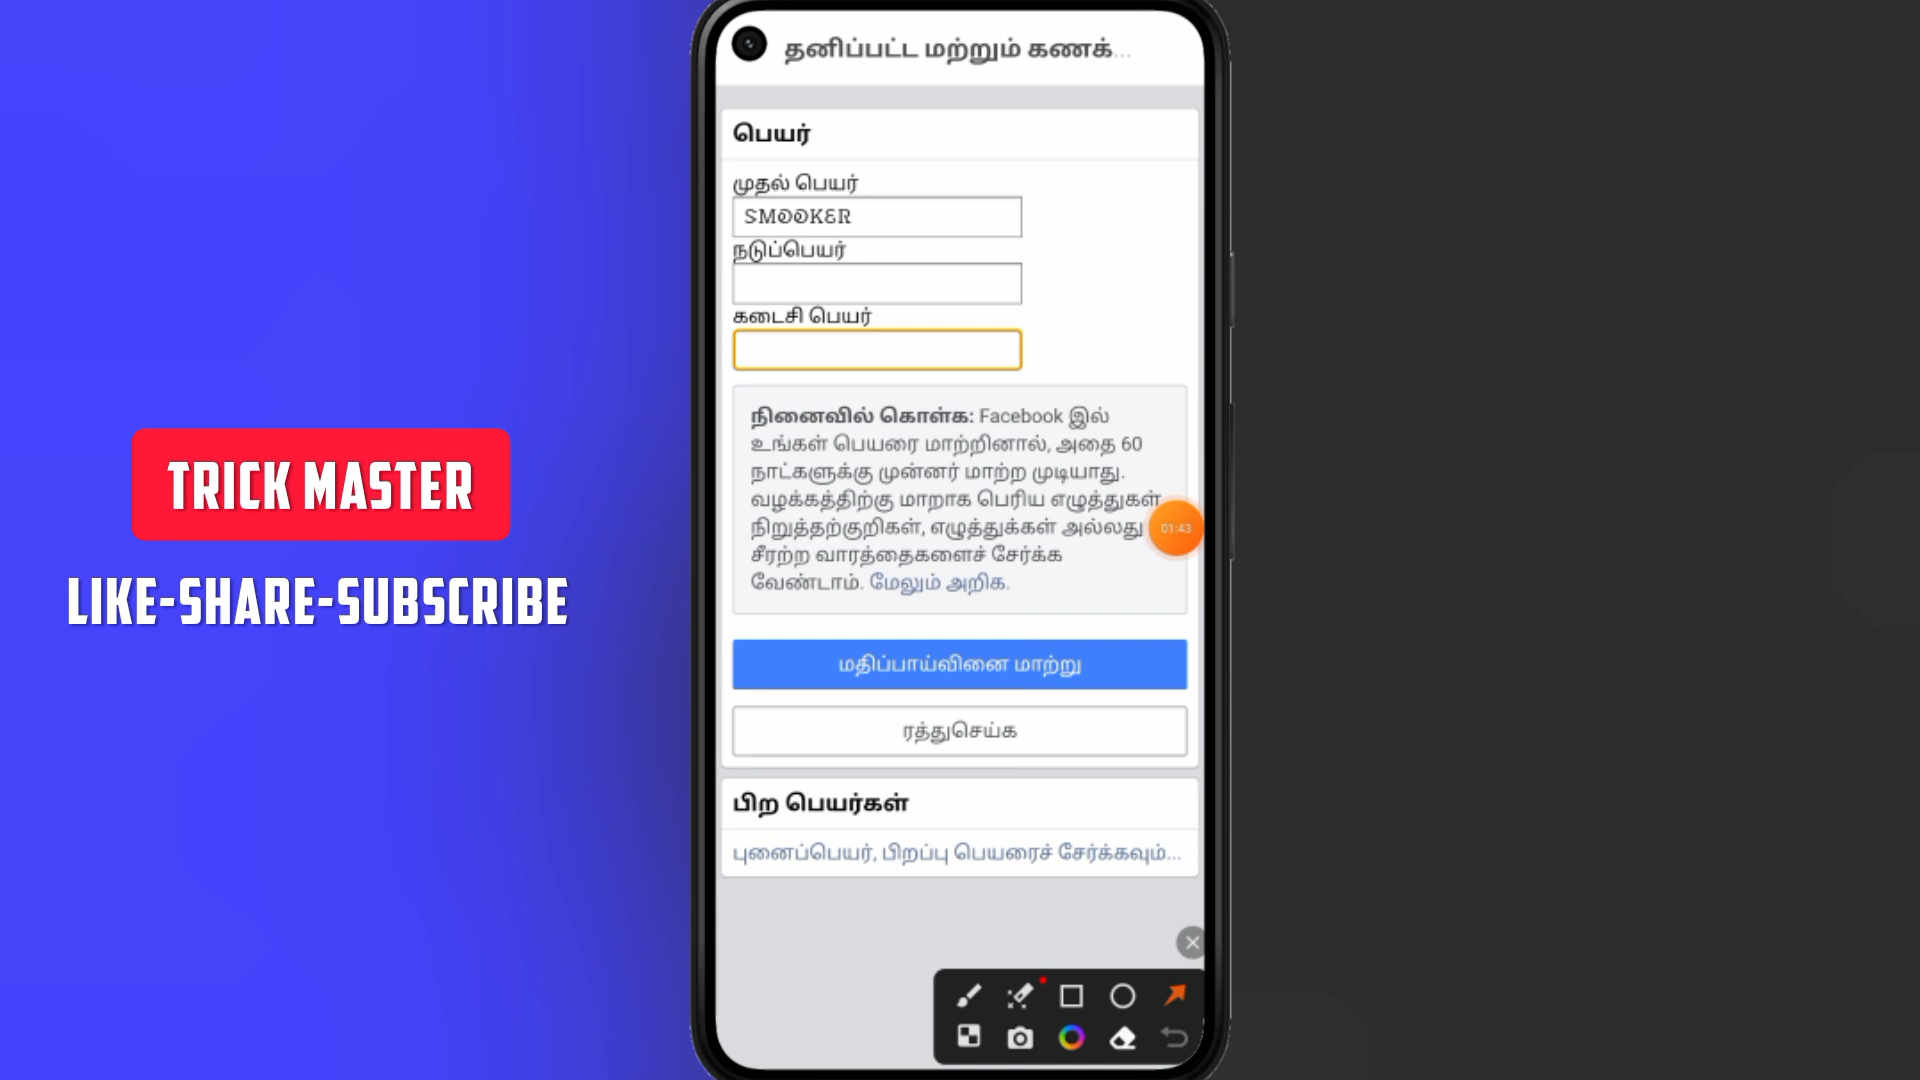 TRICK MASTER
LIKE-SHARE-SUBSCRIBE
தனிப்பட்ட மற்றும் கணக்...
பெயர்
முதல் பெயர்
SMOOKER
நடுப்பெயர்
கடைசி பெயர்
நினைவில் கொள்க: Facebook இல்
உங்கள் பெயரை மாற்றினால், அதை 60
நாட்களுக்கு முன்னர் மாற்ற முடியாது.
வழக்கத்திற்கு மாறாக பெரிய எழுத்துகள்
நிறுத்தற்குறிகள், எழுத்துக்கள் அல்லது
சீரற்ற வாரத்தைகளைச் சேர்க்க
வேண்டாம். மேலும் அறிக.
01:43
மதிப்பாய்வினை மாற்று
ரத்துசெய்க
பிற பெயர்கள்
புனைப்பெயர், பிறப்பு பெயரைச் சேர்க்கவும்...